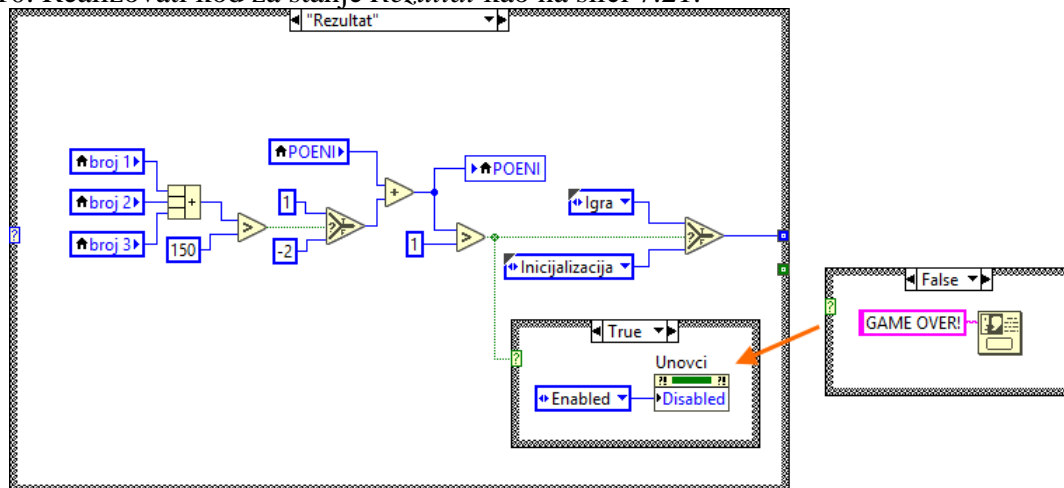 "Rezultat"
broj 1
broj 2
broj 3
150
POENI
1
-2
+
POENI
1
Igra
Inicijalizacija
True
Unovci
Enabled
Disabled
False
GAME OVER!